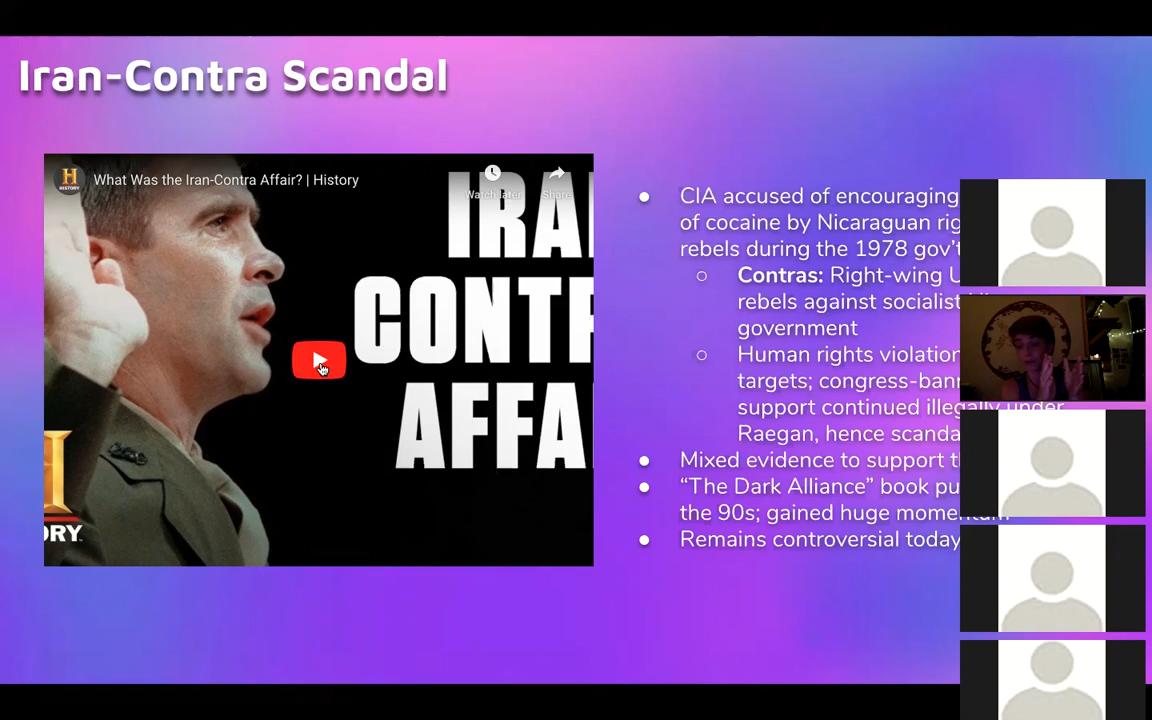 Iran-Contra Scandal
H
HISTORY
What Was the Iran-Contra Affair? | History
Watch later
Share
IRA
CONTR
AFFA
H
ORY.
CIA accused of encouraging
of cocaine by Nicaraguan rig
rebels during the 1978 gov't
Contras: Right-wing U
rebels against socialist
government
Human rights violation
targets; congress-ban
support continued illegally under
Raegan, hence scanda
Mixed evidence to support t
"The Dark Alliance" book pu
the 90s; gained huge momentum
Remains controversial today